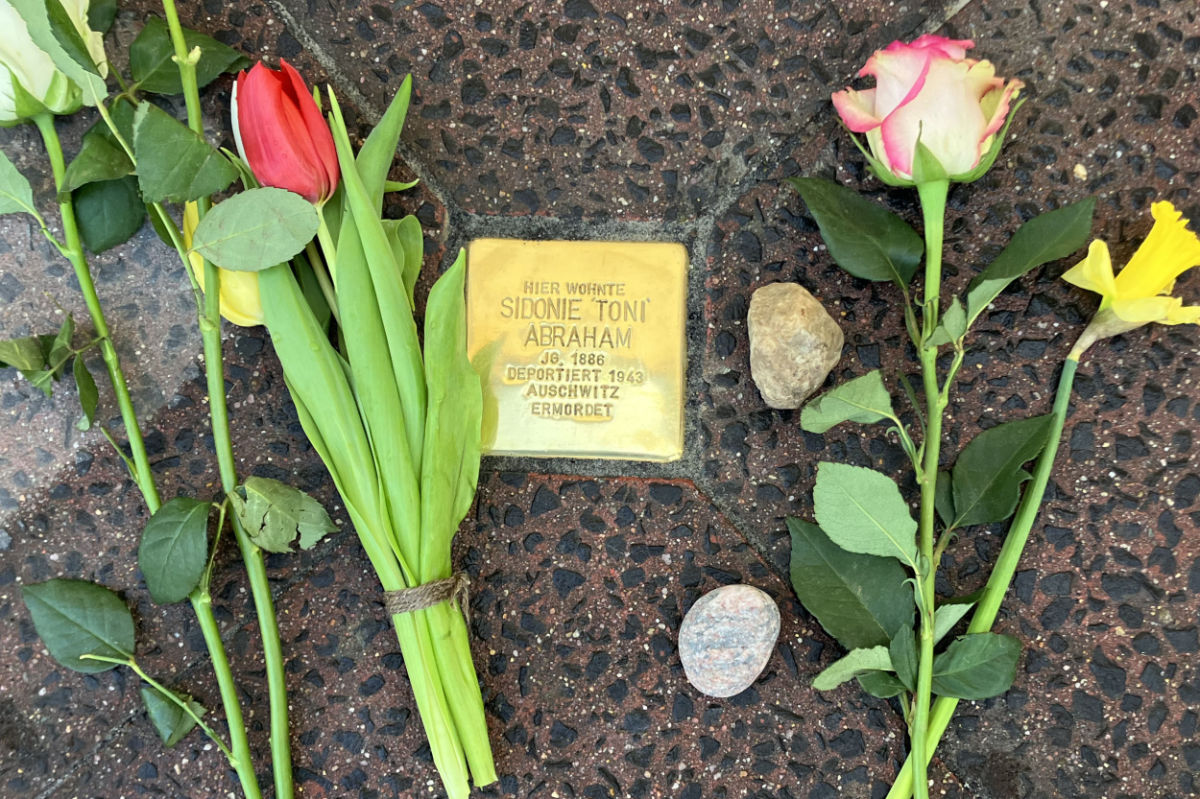 HIER WOHNTE
SIDONIE 'TONI'
ABRAHAM
JG. 1886
DEPORTIERT 1943
AUSCHWITZ
ERMORDET